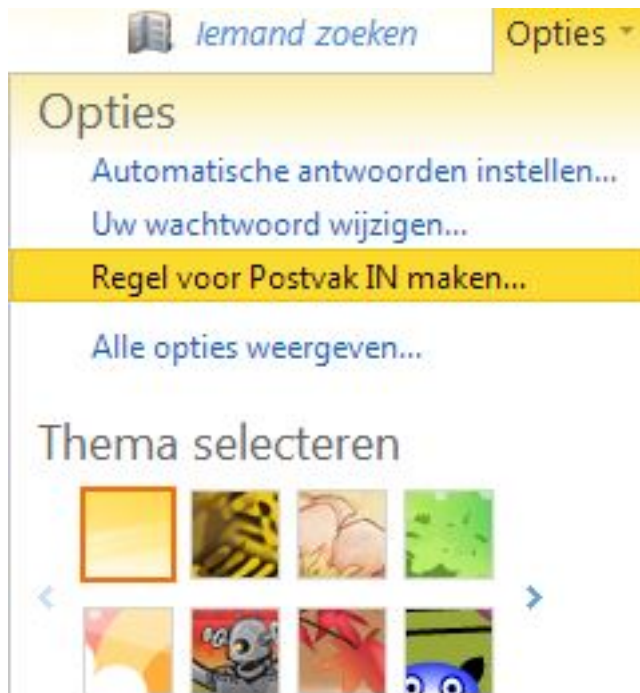 Iemand zoeken
Opties
Opties
Automatische antwoorden instellen...
Uw wachtwoord wijzigen...
Regel voor Postvak IN maken...
Alle opties weergeven...
Thema selecteren